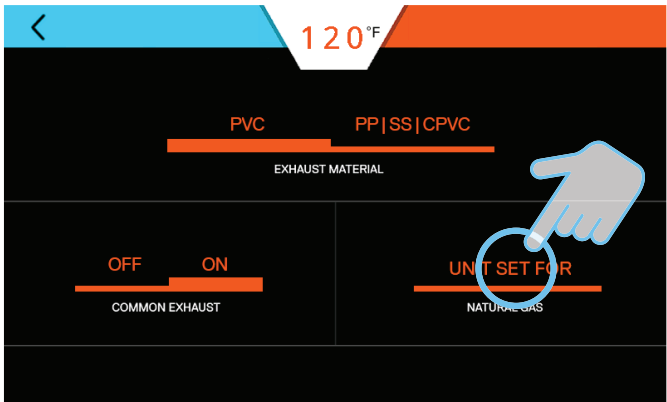 120°F
PVC PP|SS|CPVC
EXHAUST MATERIAL
OFF ON
COMMON EXHAUST
UNIT SET FOR
NATURAL GAS